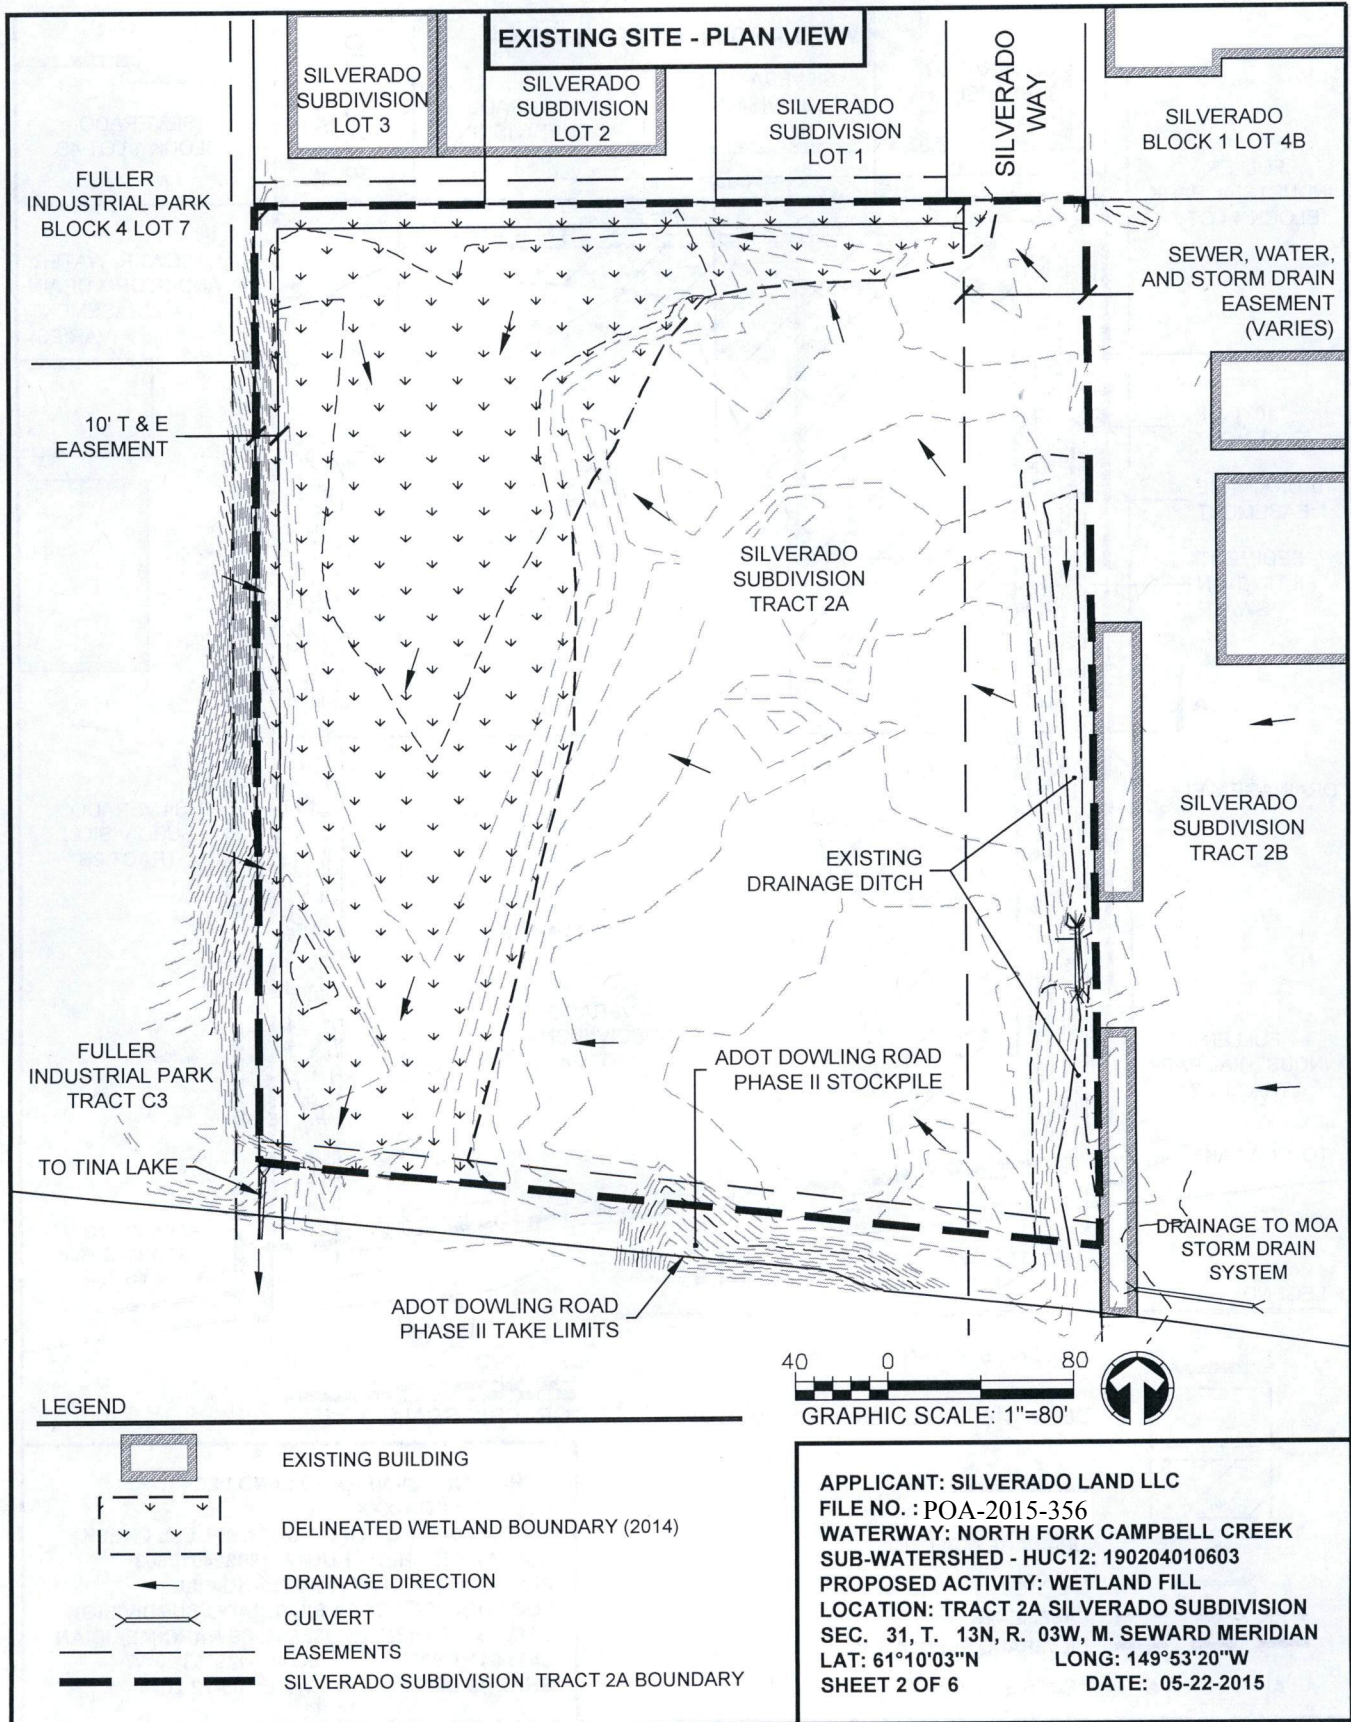 EXISTING SITE - PLAN VIEW
SILVERADO
SUBDIVISION
LOT 3
SILVERADO
SUBDIVISION
LOT 2
SILVERADO
SUBDIVISION
LOT 1
SILVERADO
WAY
SILVERADO
BLOCK 1 LOT 4B
FULLER
INDUSTRIAL PARK
BLOCK 4 LOT 7
SEWER, WATER,
AND STORM DRAIN
EASEMENT
(VARIES)
10' T & E
EASEMENT
SILVERADO
SUBDIVISION
TRACT 2A
SILVERADO
SUBDIVISION
TRACT 2B
EXISTING
DRAINAGE DITCH
FULLER
INDUSTRIAL PARK
TRACT C3
ADOT DOWLING ROAD
PHASE II STOCKPILE
TO TINA LAKE
DRAINAGE TO MOA
STORM DRAIN
SYSTEM
ADOT DOWLING ROAD
PHASE II TAKE LIMITS
40 0 80
GRAPHIC SCALE: 1"=80'
LEGEND
EXISTING BUILDING
DELINEATED WETLAND BOUNDARY (2014)
DRAINAGE DIRECTION
CULVERT
EASEMENTS
SILVERADO SUBDIVISION TRACT 2A BOUNDARY
APPLICANT: SILVERADO LAND LLC
FILE NO. : POA-2015-356
WATERWAY: NORTH FORK CAMPBELL CREEK
SUB-WATERSHED - HUC12: 190204010603
PROPOSED ACTIVITY: WETLAND FILL
LOCATION: TRACT 2A SILVERADO SUBDIVISION
SEC. 31, T. 13N, R. 03W, M. SEWARD MERIDIAN
LAT: 61°10'03"N LONG: 149°53'20"W
SHEET 2 OF 6 DATE: 05-22-2015